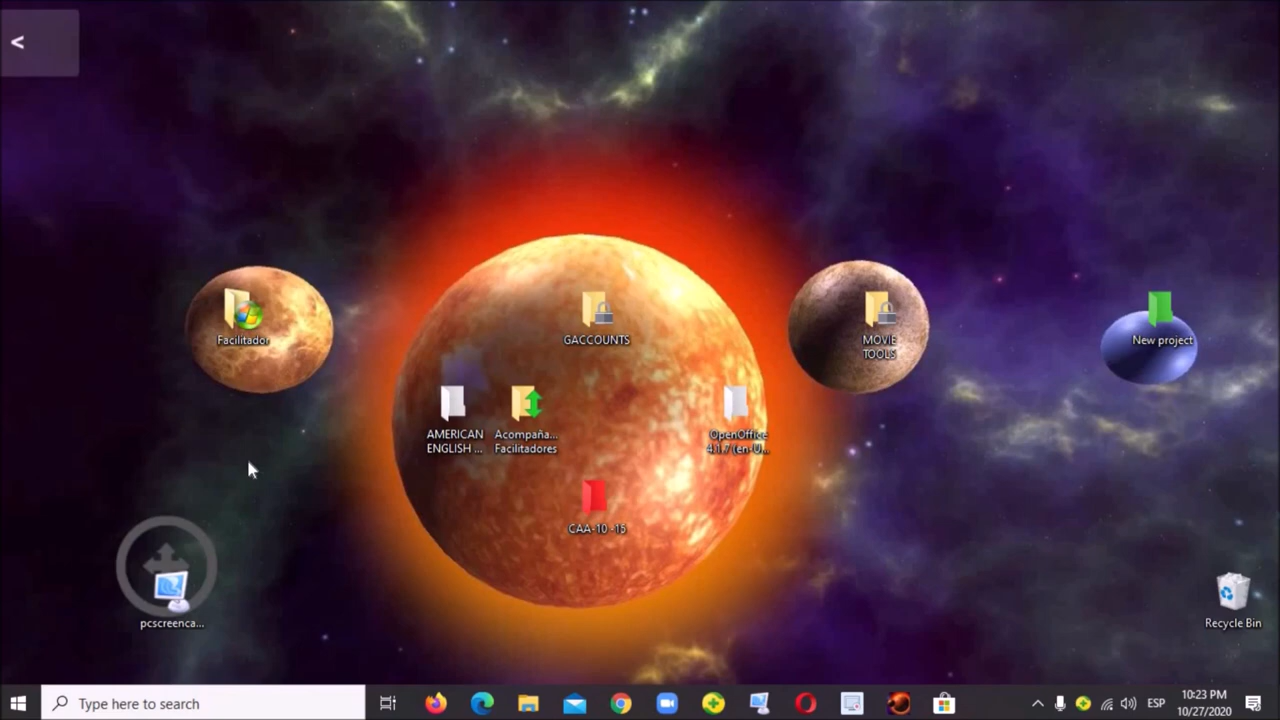 <
Facilitador
GACCOUNTS
MOVIE
TOOLS
New project
AMERICAN
ENGLISH ...
Acompaña...
Facilitadores
OpenOffice
4.1.7 (en-U...
CAA-10 -15
pcscreenca...
Recycle Bin
Type here to search
ESP
10:23 PM
10/27/2020